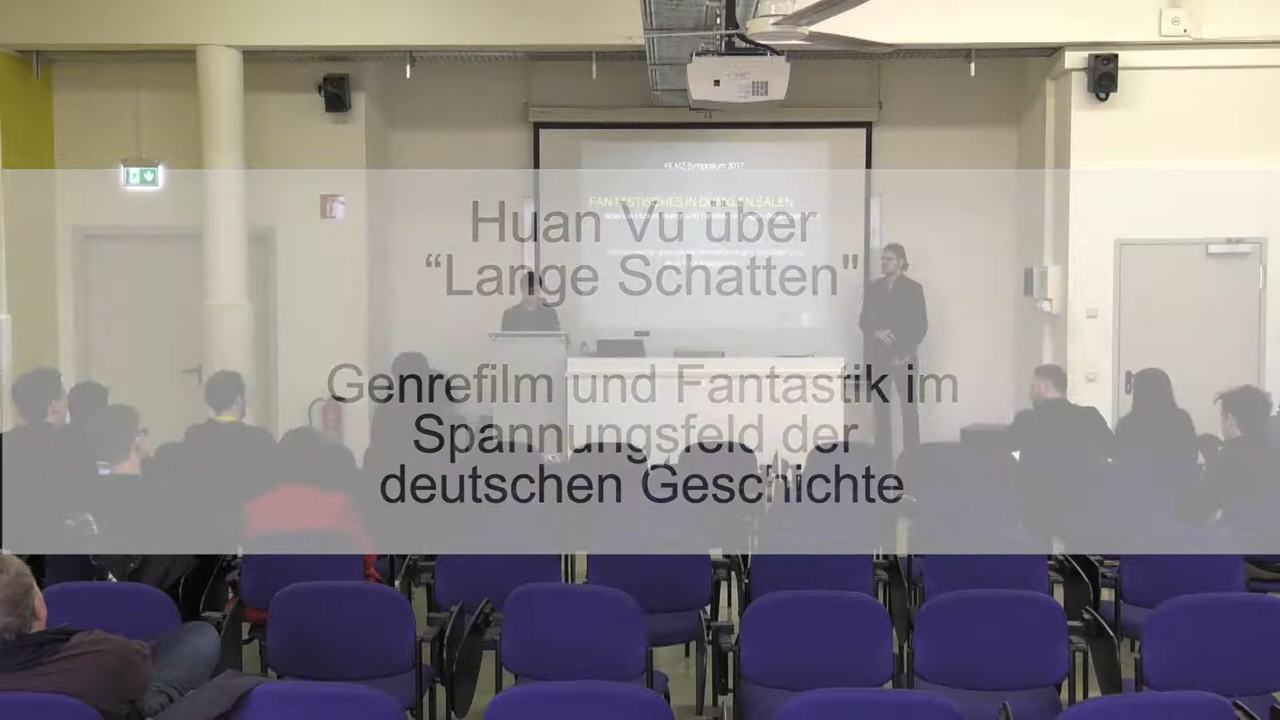 FILMZ Symposium 2017
FANTASTISCHES IN DUNKLEN SÄLEN
Huan Vu über
“Lange Schatten"
Genrefilm und Fantastik im
Spannungsfeld der
deutschen Geschichte